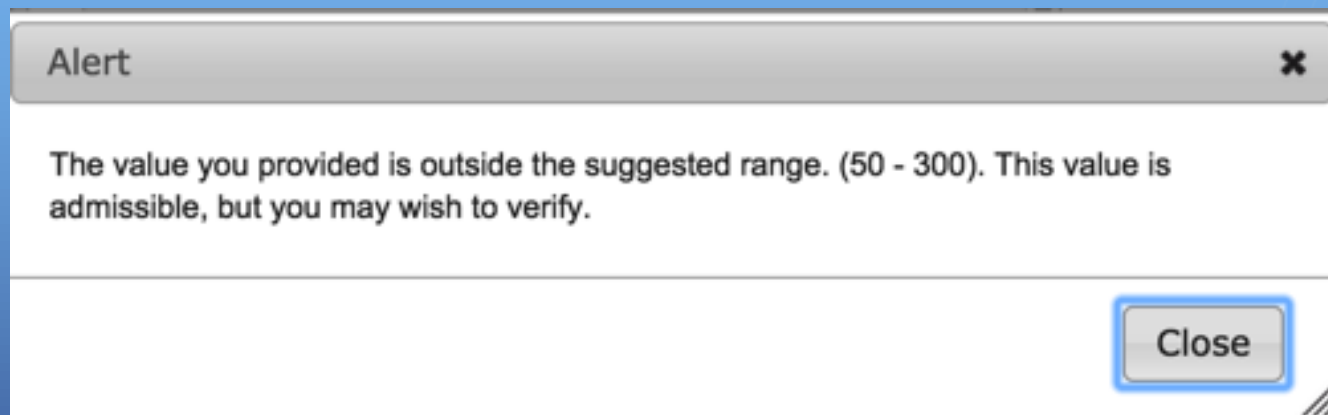 Alert
The value you provided is outside the suggested range. (50 - 300). This value is
admissible, but you may wish to verify.
Close